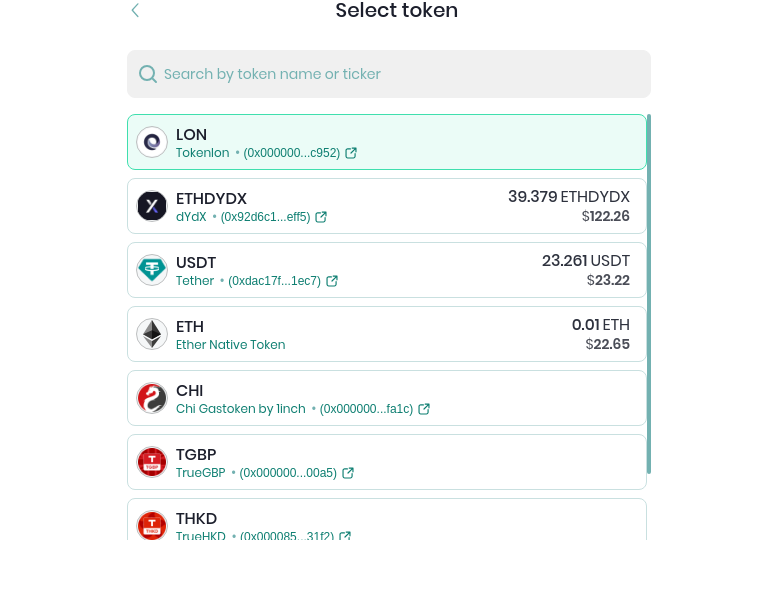 Select token
Search by token name or ticker
LON
Tokenlon • (0x000000...c952)
ETHDYDX 39.379 ETHDYDX
dYdX • (0x92d6c1...eff5) $122.26
USDT 23.261 USDT
Tether • (0xdac17f...1ec7) $23.22
ETH 0.01 ETH
Ether Native Token $22.65
CHI
Chi Gastoken by 1inch • (0x000000...fa1c)
T
TGBP
TGBP
TrueGBP • (0x000000...00a5)
T
THKD
THKD
TrueHKD • (0x000085...31f2)